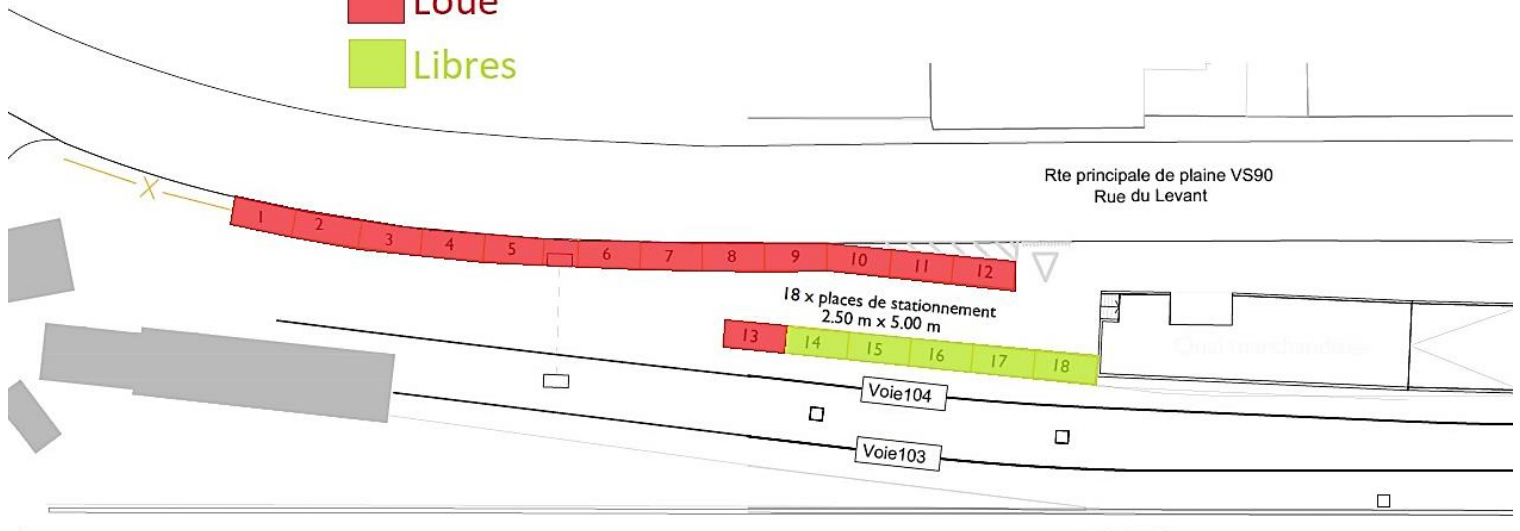 Loué
Libres
Rte principale de plaine VS90
Rue du Levant
1 2 3 4 5 6 7 8 9 10 11 12
18 x places de stationnement
2.50 m x 5.00 m
13 14 15 16 17 18
Quai marchandises
Voie104
Voie103